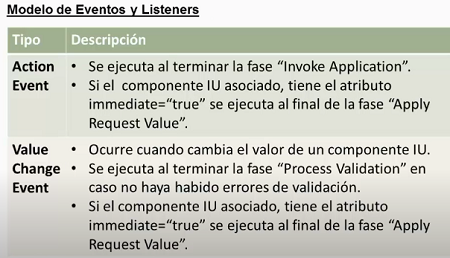 Modelo de Eventos y Listeners
Tipo Descripción
Action Event
• Se ejecuta al terminar la fase “Invoke Application”.
• Si el componente IU asociado, tiene el atributo
immediate=“true” se ejecuta al final de la fase “Apply
Request Value”.
Value Change Event
• Ocurre cuando cambia el valor de un componente IU.
• Se ejecuta al terminar la fase “Process Validation” en
caso no haya habido errores de validación.
• Si el componente IU asociado, tiene el atributo
immediate=“true” se ejecuta al final de la fase “Apply
Request Value”.